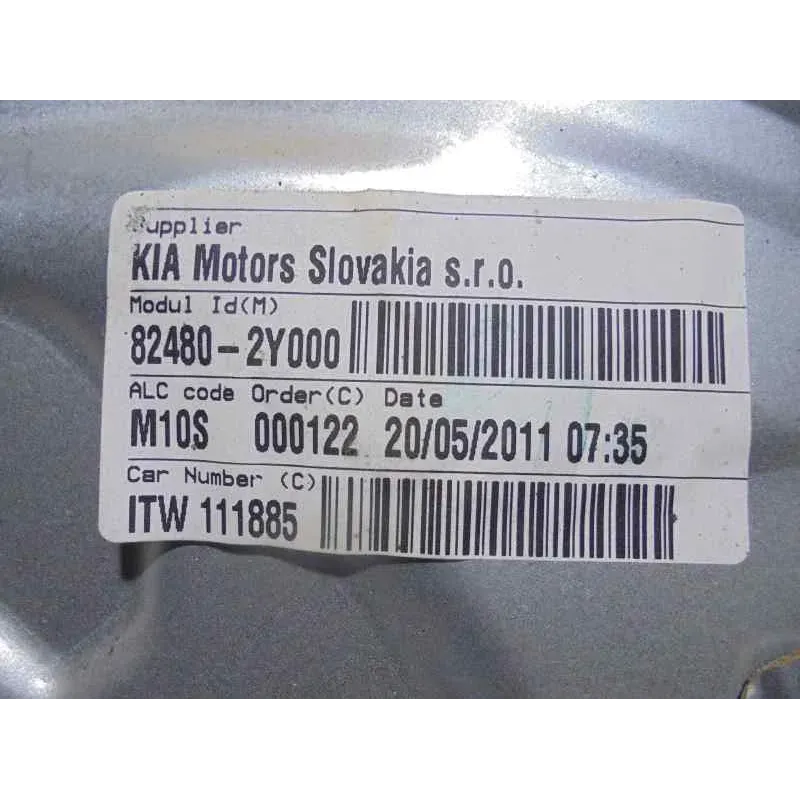 Supplier
KIA Motors Slovakia s.r.o.
Modul Id(M)
82480-2Y000
ALC code Order(C) Date
M10S 000122 20/05/2011 07:35
Car Number (C)
ITW 111885